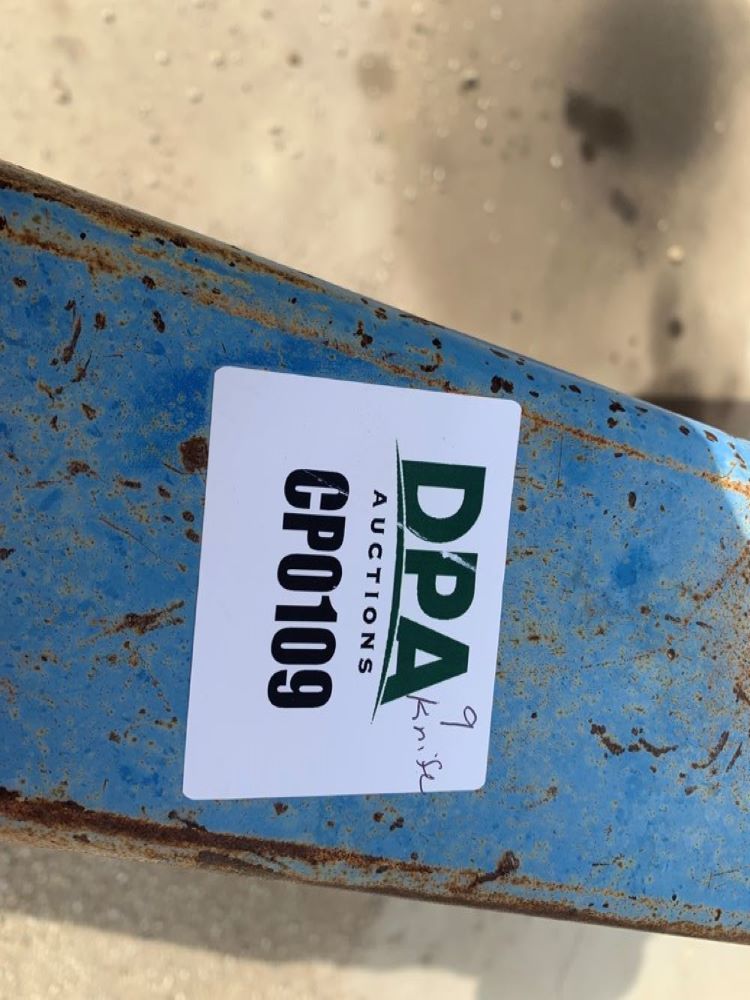 DPA
AUCTIONS
9
Knife
CP0109